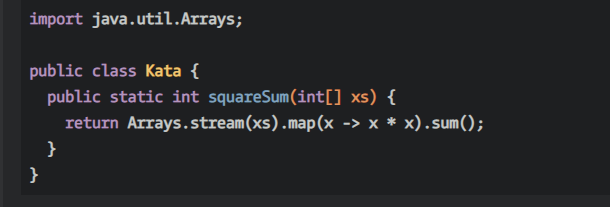 import java.util.Arrays;
public class Kata {
public static int squareSum(int[] xs) {
return Arrays.stream(xs).map(x -> x * x).sum();
}
}